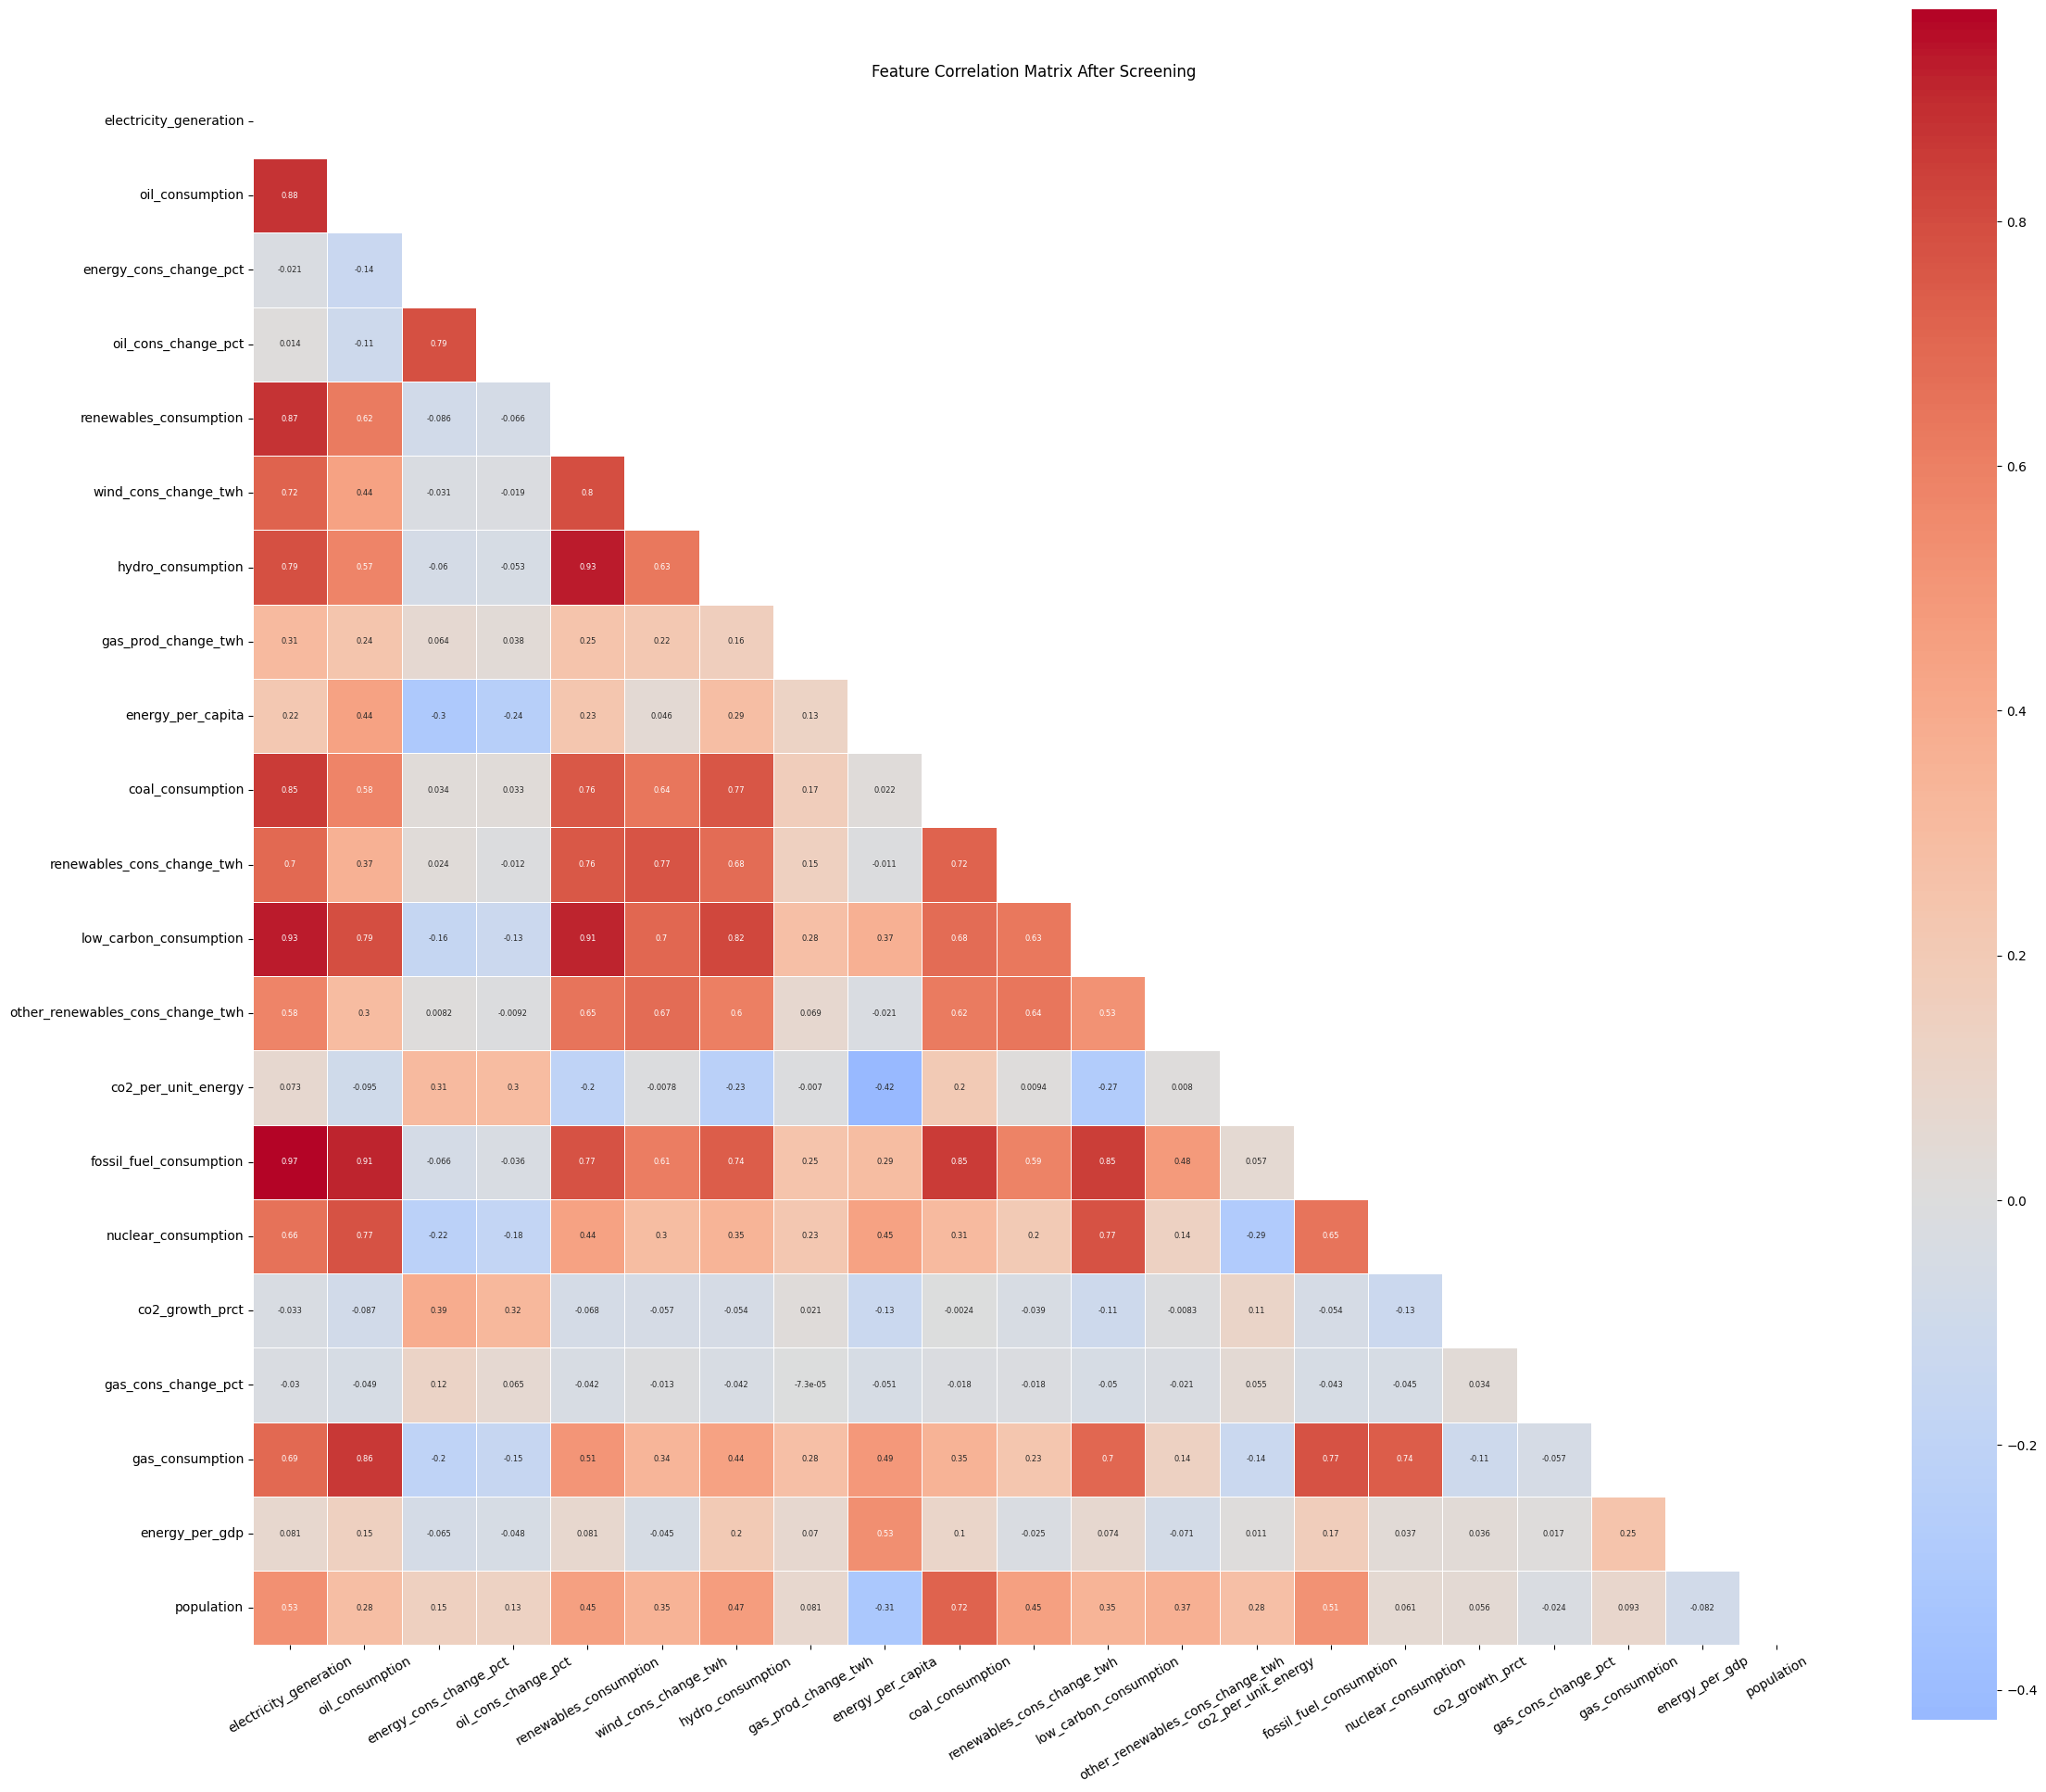 Feature Correlation Matrix After Screening
electricity_generation
oil_consumption 0.88
energy_cons_change_pct -0.021 -0.14
oil_cons_change_pct 0.014 -0.11 0.79
renewables_consumption 0.87 0.62 -0.086 -0.066
wind_cons_change_twh 0.72 0.44 -0.031 -0.019 0.8
hydro_consumption 0.79 0.57 -0.06 -0.053 0.93 0.63
gas_prod_change_twh 0.31 0.24 0.064 0.038 0.25 0.22 0.16
energy_per_capita 0.22 0.44 -0.3 -0.24 0.23 0.046 0.29 0.13
coal_consumption 0.85 0.58 0.034 0.033 0.76 0.64 0.77 0.17 0.022
renewables_cons_change_twh 0.7 0.37 0.024 -0.012 0.76 0.77 0.68 0.15 -0.011 0.72
low_carbon_consumption 0.93 0.79 -0.16 -0.13 0.91 0.7 0.82 0.28 0.37 0.68 0.63
other_renewables_cons_change_twh 0.58 0.3 0.0082 -0.0092 0.65 0.67 0.6 0.069 -0.021 0.62 0.64 0.53
co2_per_unit_energy 0.073 -0.095 0.31 0.3 -0.2 -0.0078 -0.23 -0.007 -0.42 0.2 0.0094 -0.27 0.008
fossil_fuel_consumption 0.97 0.91 -0.066 -0.036 0.77 0.61 0.74 0.25 0.29 0.85 0.59 0.85 0.48 0.057
nuclear_consumption 0.66 0.77 -0.22 -0.18 0.44 0.3 0.35 0.23 0.45 0.31 0.2 0.77 0.14 -0.29 0.65
co2_growth_prct -0.033 -0.087 0.39 0.32 -0.068 -0.057 -0.054 0.021 -0.13 -0.0024 -0.039 -0.11 -0.0083 0.11 -0.054 -0.13
gas_cons_change_pct -0.03 -0.049 0.12 0.065 -0.042 -0.013 -0.042 -7.3e-05 -0.051 -0.018 -0.018 -0.05 -0.021 0.055 -0.043 -0.045 0.034
gas_consumption 0.69 0.86 -0.2 -0.15 0.51 0.34 0.44 0.28 0.49 0.35 0.23 0.7 0.14 -0.14 0.77 0.74 -0.11 -0.057
energy_per_gdp 0.081 0.15 -0.065 -0.048 0.081 -0.045 0.2 0.07 0.53 0.1 -0.025 0.074 -0.071 0.011 0.17 0.037 0.036 0.017 0.25
population 0.53 0.28 0.15 0.13 0.45 0.35 0.47 0.081 -0.31 0.72 0.45 0.35 0.37 0.28 0.51 0.061 0.056 -0.024 0.093 -0.082
electricity_generation
oil_consumption
energy_cons_change_pct
oil_cons_change_pct
renewables_consumption
wind_cons_change_twh
hydro_consumption
gas_prod_change_twh
energy_per_capita
coal_consumption
renewables_cons_change_twh
low_carbon_consumption
other_renewables_cons_change_twh
co2_per_unit_energy
fossil_fuel_consumption
nuclear_consumption
co2_growth_prct
gas_cons_change_pct
gas_consumption
energy_per_gdp
population
0.8
0.6
0.4
0.2
0.0
−0.2
−0.4